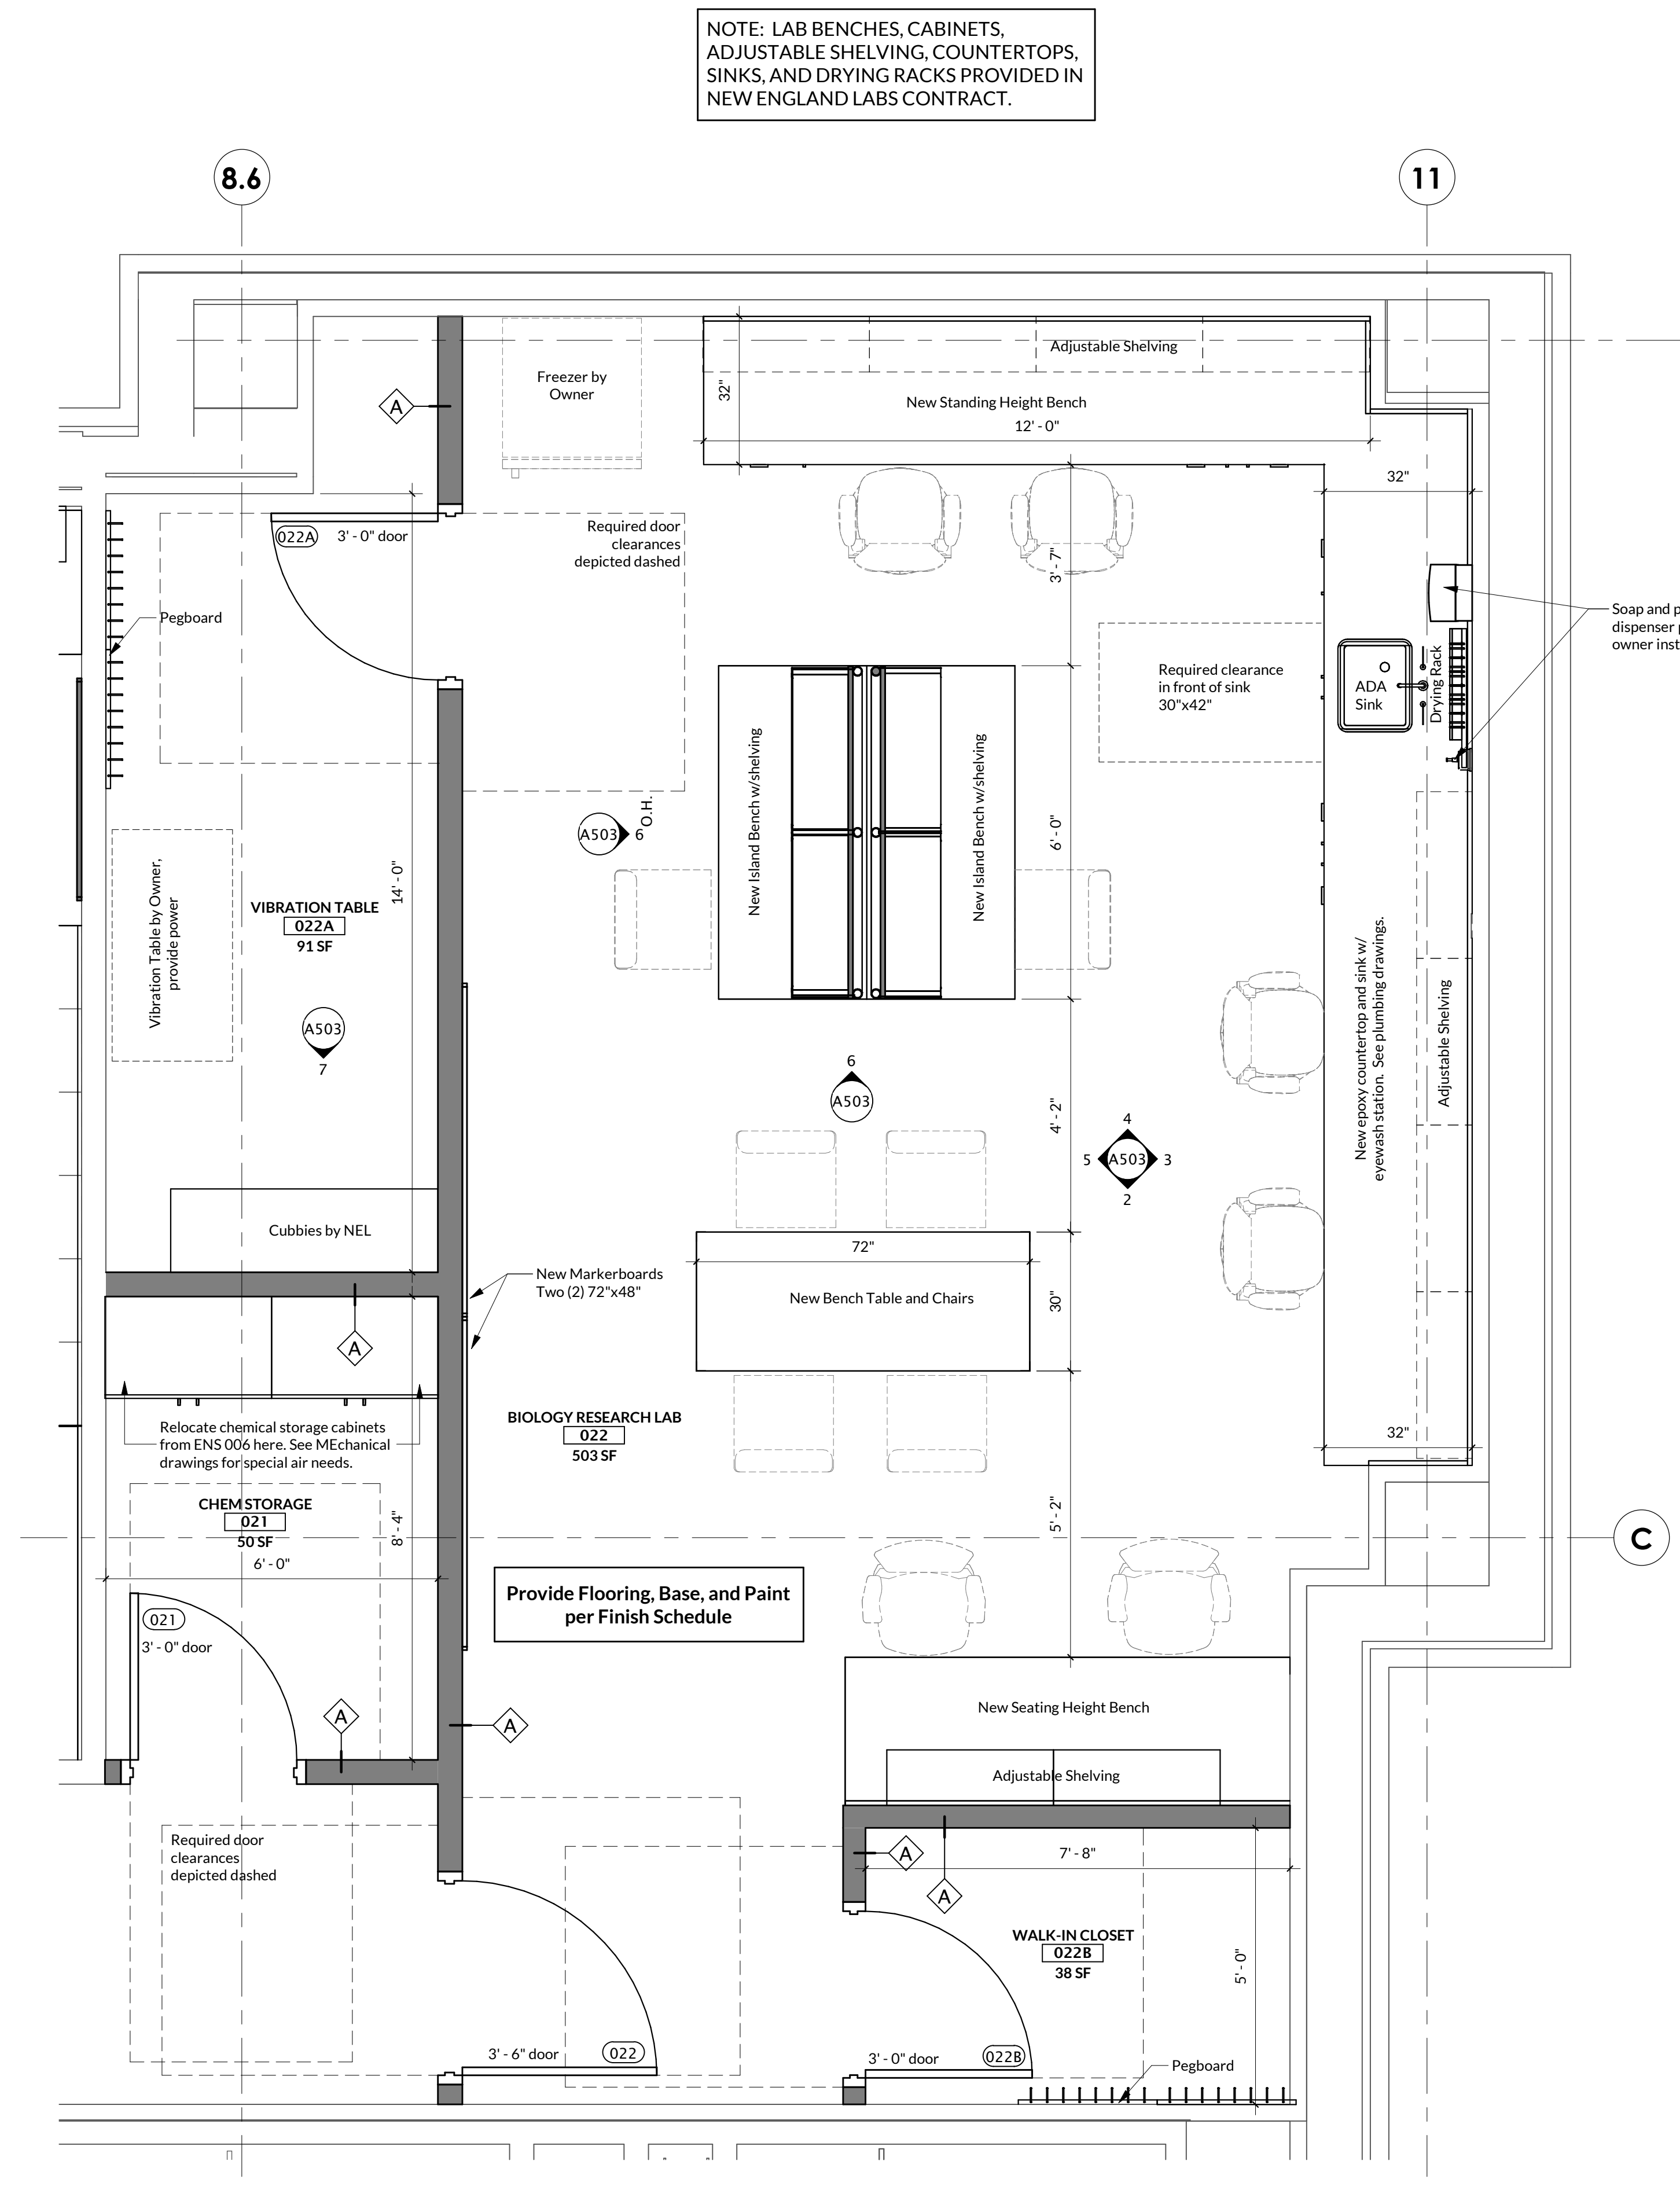 NOTE: LAB BENCHES, CABINETS,
ADJUSTABLE SHELVING, COUNTERTOPS,
SINKS, AND DRYING RACKS PROVIDED IN
NEW ENGLAND LABS CONTRACT.
8.6
11
Adjustable Shelving
Freezer by
Owner
A
32"
New Standing Height Bench
12' - 0"
32"
Required door
clearances
depicted dashed
022A
3' - 0" door
3' - 7"
Pegboard
Soap and
dispenser
owner
Required clearance
in front of sink
30"x42"
ADA
Sink
Drying Rack
New Island Bench w/shelving
New Island Bench w/shelving
6' - 0"
O.H.
A503
6
14' - 0"
Vibration Table by Owner,
provide power
VIBRATION TABLE
022A
91 SF
A503
7
6
A503
4' - 2"
4
5
A503
3
2
New epoxy countertop and sink w/
eyewash station. See plumbing drawings.
Adjustable Shelving
Cubbies by NEL
72"
New Markerboards
Two (2) 72"x48"
New Bench Table and Chairs
30"
A
BIOLOGY RESEARCH LAB
022
503 SF
32"
Relocate chemical storage cabinets
from ENS 006 here. See MEchanical
drawings for special air needs.
CHEM STORAGE
021
50 SF
6' - 0"
8' - 4"
5' - 2"
C
Provide Flooring, Base, and Paint
per Finish Schedule
021
3' - 0" door
A
A
New Seating Height Bench
Adjustable Shelving
Required door
clearances
depicted dashed
A
A
7' - 8"
WALK-IN CLOSET
022B
38 SF
5' - 0"
3' - 6" door
022
3' - 0" door
022B
Pegboard